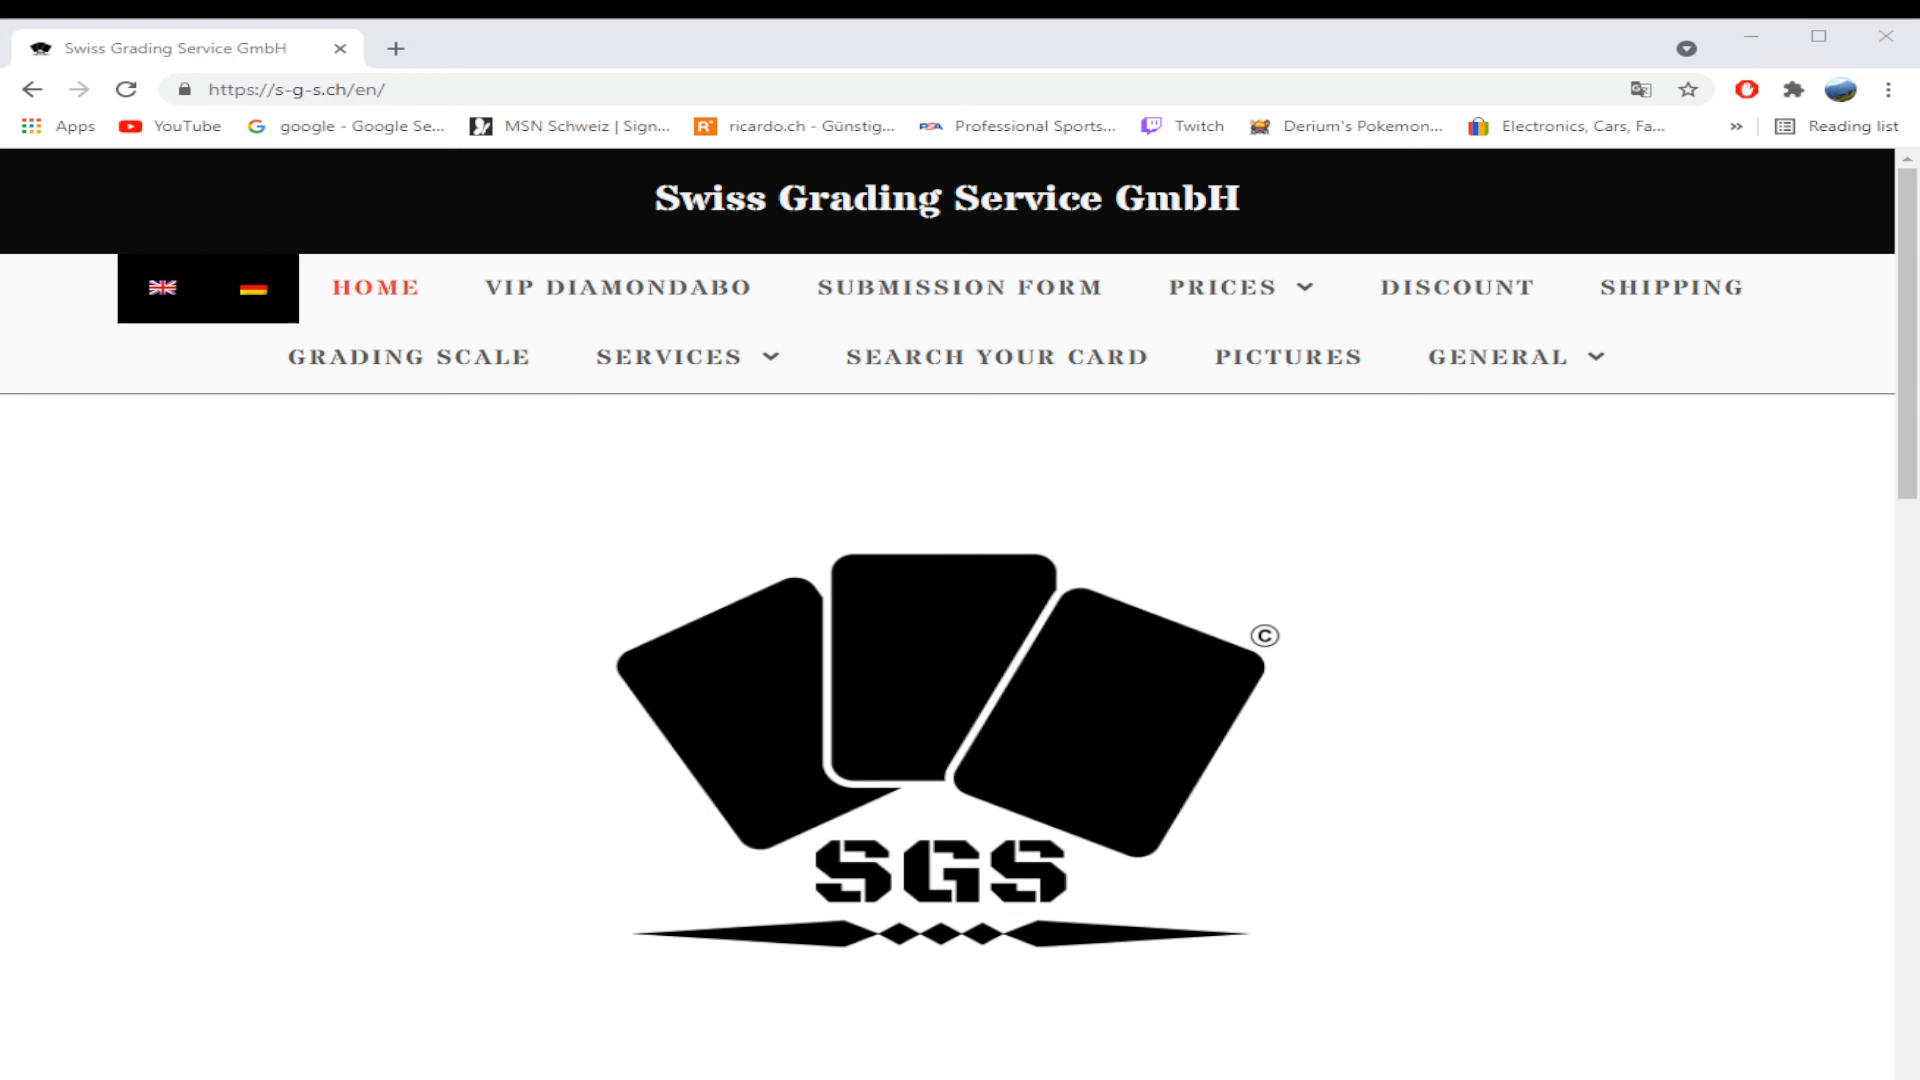 Swiss Grading Service GmbH
https://s-g-s.ch/en/
Apps YouTube google - Google Se... MSN Schweiz | Sign... ricardo.ch - Günstig... PSA Professional Sports... Twitch Derium's Pokemon... Electronics, Cars, Fa... » Reading list
Swiss Grading Service GmbH
HOME VIP DIAMONDABO SUBMISSION FORM PRICES DISCOUNT SHIPPING
GRADING SCALE SERVICES SEARCH YOUR CARD PICTURES GENERAL
©
SGS